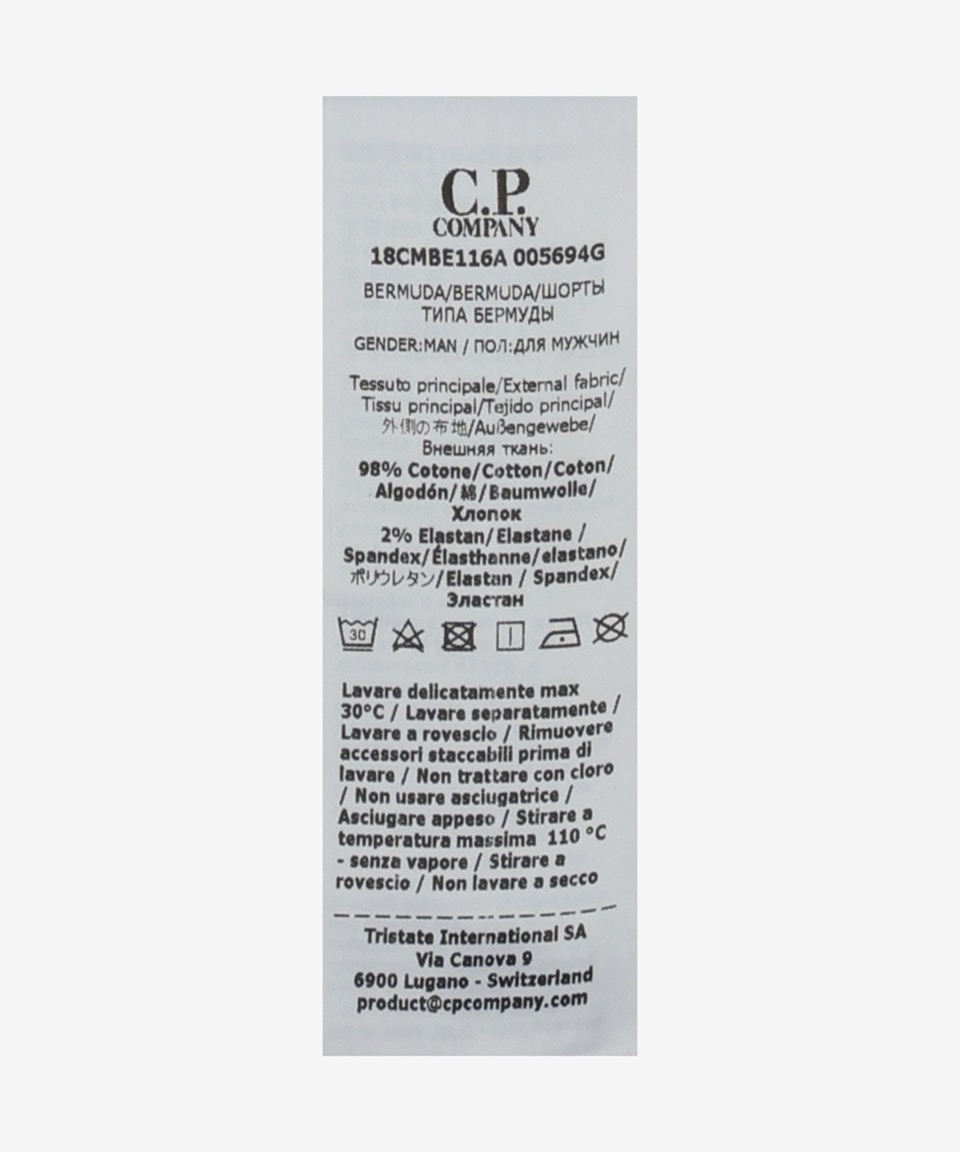 C.P.
COMPANY
18CMBE116A 005694G
BERMUDA/BERMUDA/ШОРТЫ
ТИПА БЕРМУДЫ
GENDER:MAN / ПОЛ:ДЛЯ МУЖЧИН
Tessuto principale/External fabric/
Tissu principal/Tejido principal/
外側の布地/Außengewebe/
Внешняя ткань:
98% Cotone/Cotton/Coton/
Algodón/綿/Baumwolle/
Хлопок
2% Elastan/Elastane /
Spandex/Élasthanne/elastano/
ポリウレタン/Elastan / Spandex/
Эластан
30
Lavare delicatamente max
30°C / Lavare separatamente /
Lavare a rovescio / Rimuovere
accessori staccabili prima di
lavare / Non trattare con cloro
/ Non usare asciugatrice /
Asciugare appeso / Stirare a
temperatura massima 110 °C
- senza vapore / Stirare a
rovescio / Non lavare a secco
Tristate International SA
Via Canova 9
6900 Lugano - Switzerland
product@cpcompany.com